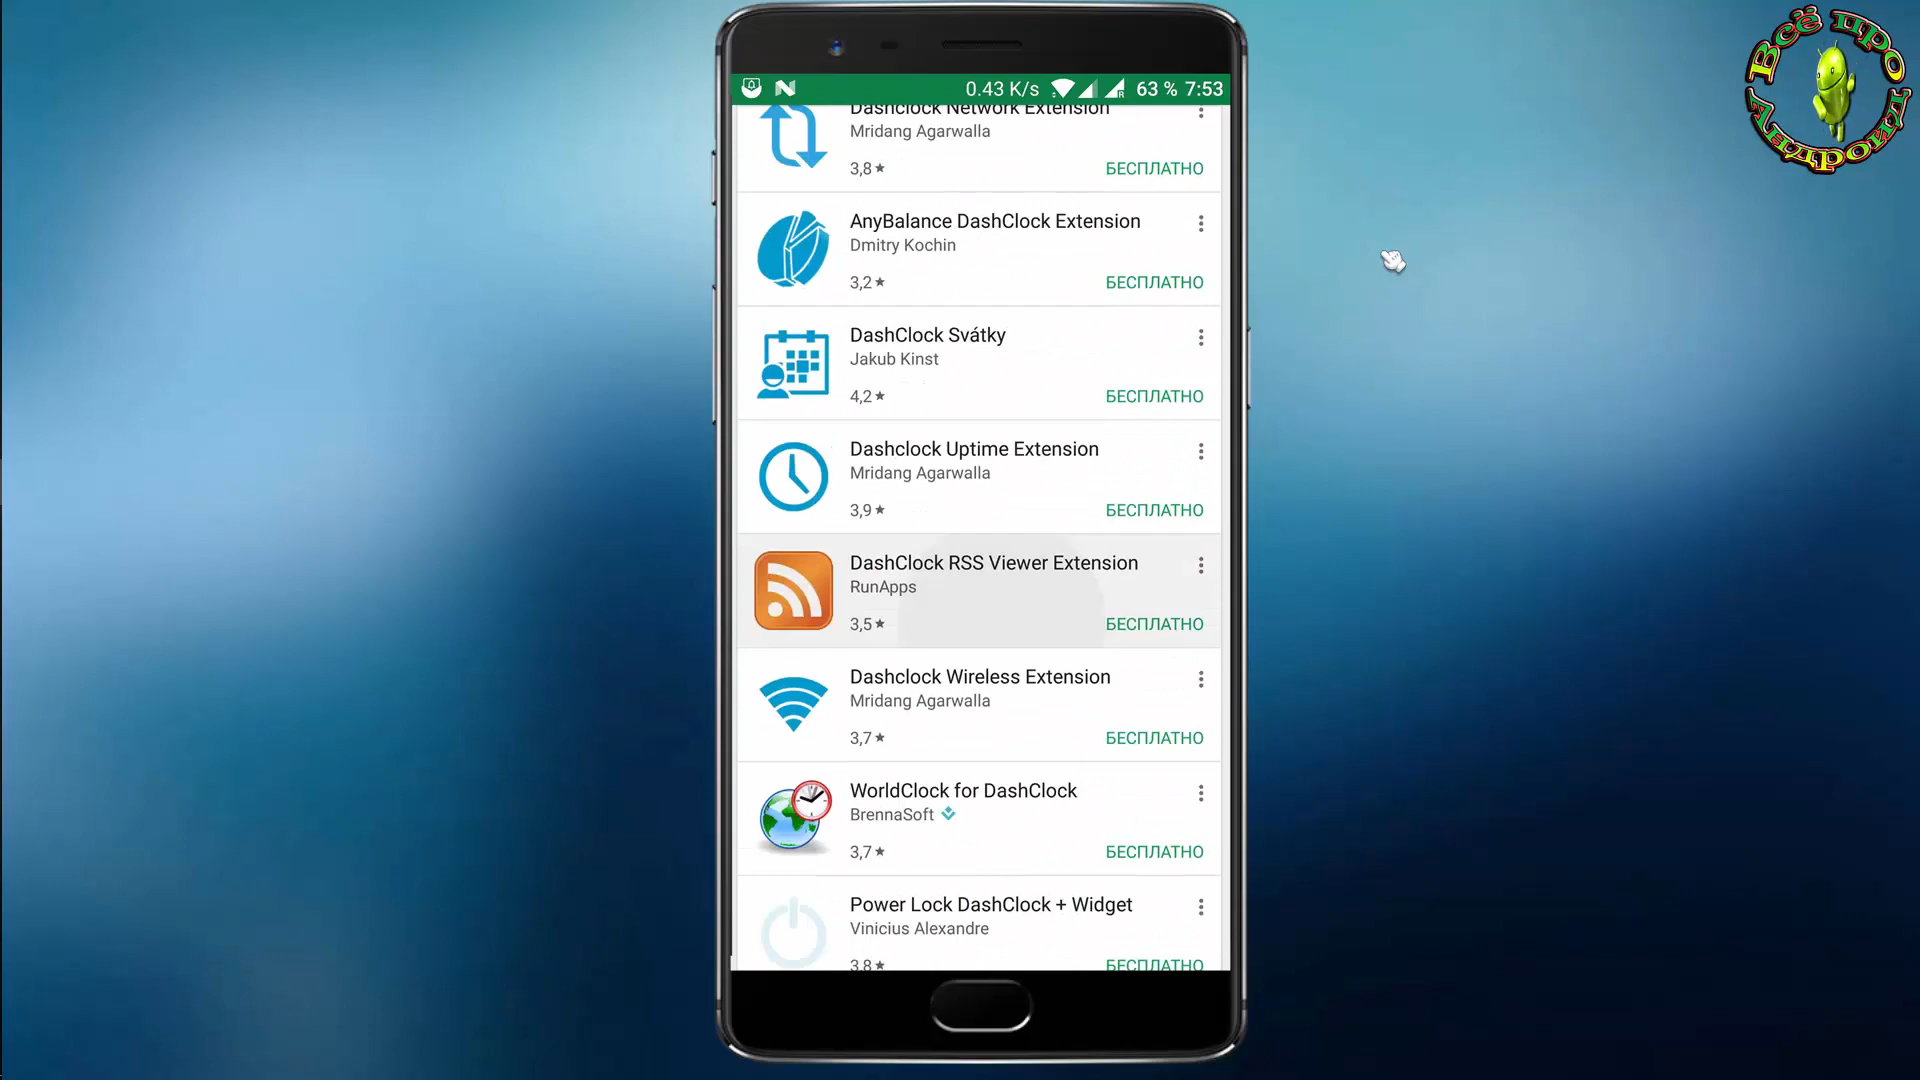 0.43 K/s 63 % 7:53
Dashclock Network Extension
Mridang Agarwalla
3,8★ БЕСПЛАТНО
AnyBalance DashClock Extension
Dmitry Kochin
3,2★ БЕСПЛАТНО
DashClock Svátky
Jakub Kinst
4,2★ БЕСПЛАТНО
Dashclock Uptime Extension
Mridang Agarwalla
3,9★ БЕСПЛАТНО
DashClock RSS Viewer Extension
RunApps
3,5★ БЕСПЛАТНО
Dashclock Wireless Extension
Mridang Agarwalla
3,7★ БЕСПЛАТНО
WorldClock for DashClock
BrennaSoft
3,7★ БЕСПЛАТНО
Power Lock DashClock + Widget
Vinicius Alexandre
3,8★ БЕСПЛАТНО
Всё про
Андроид